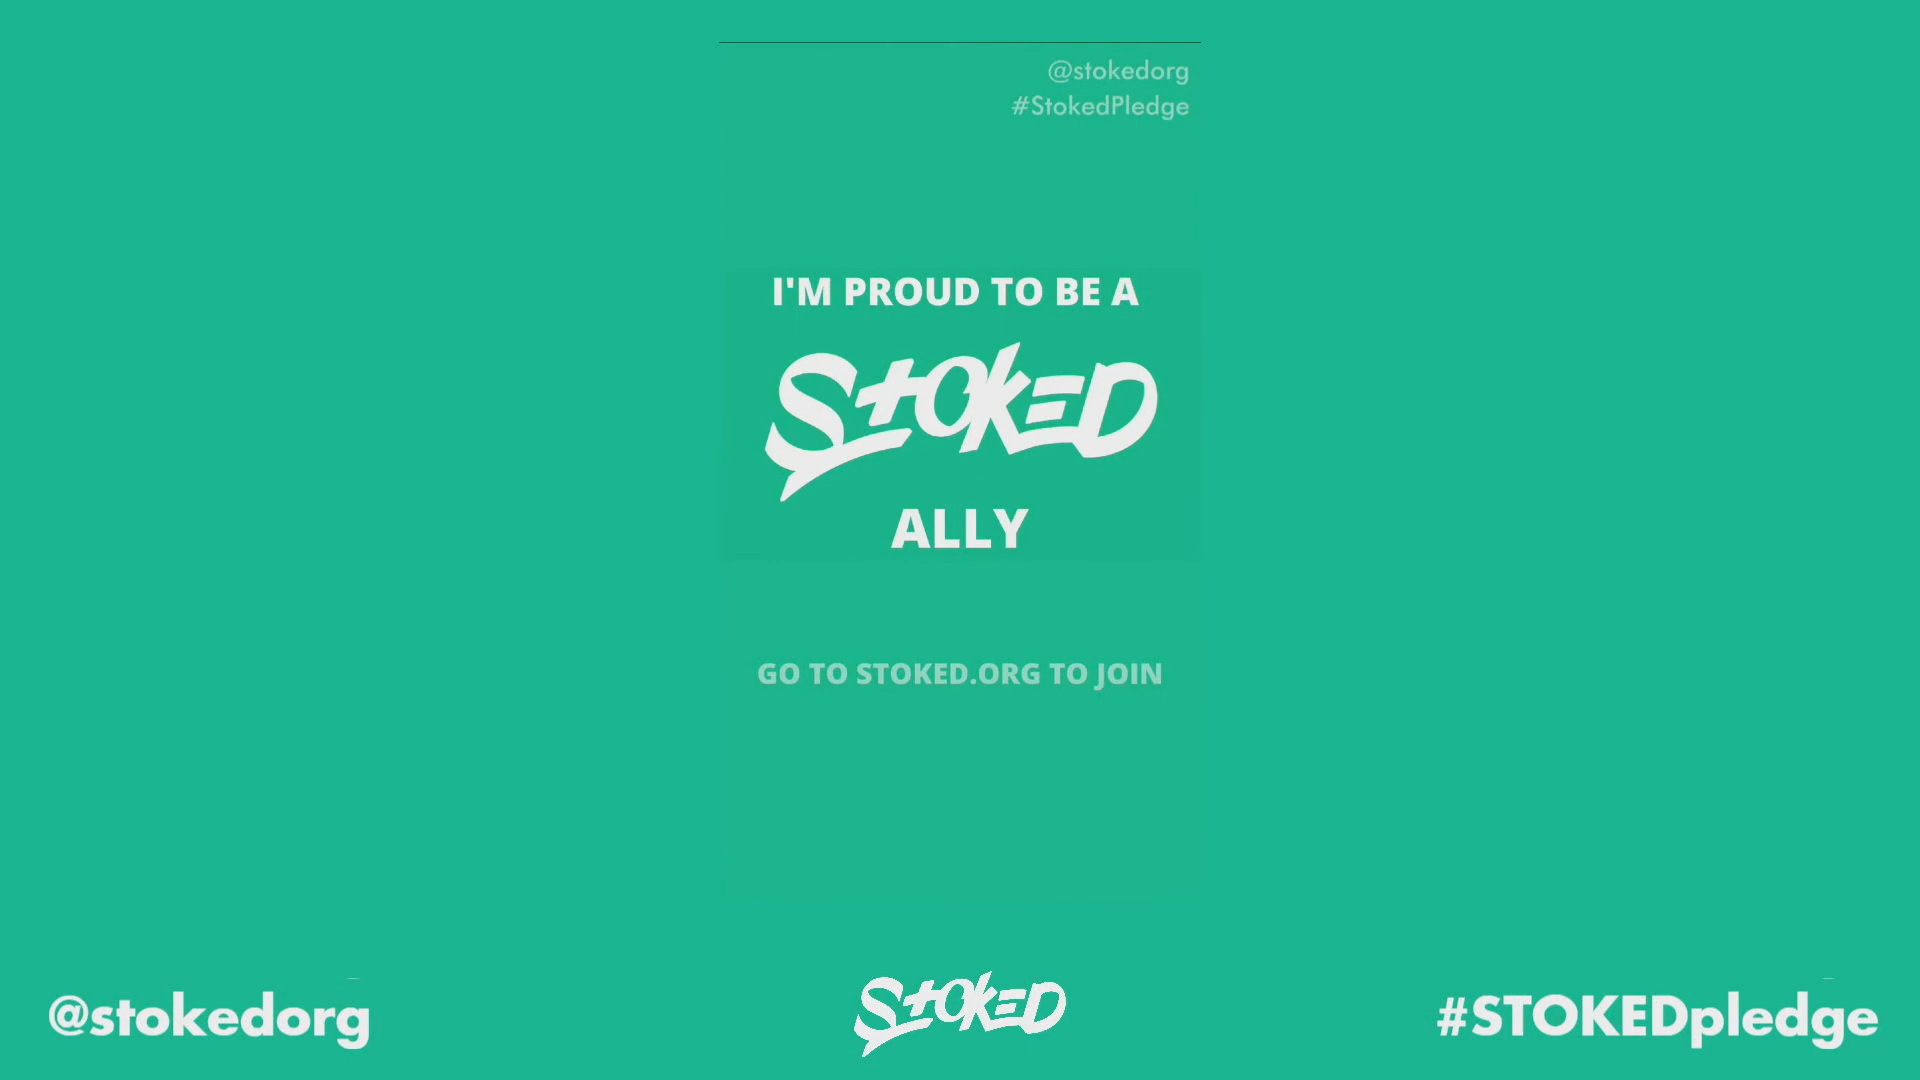 @stokedorg
#StokedPledge
I'M PROUD TO BE A
STOKED
ALLY
GO TO STOKED.ORG TO JOIN
@stokedorg
STOKED
#STOKEDpledge